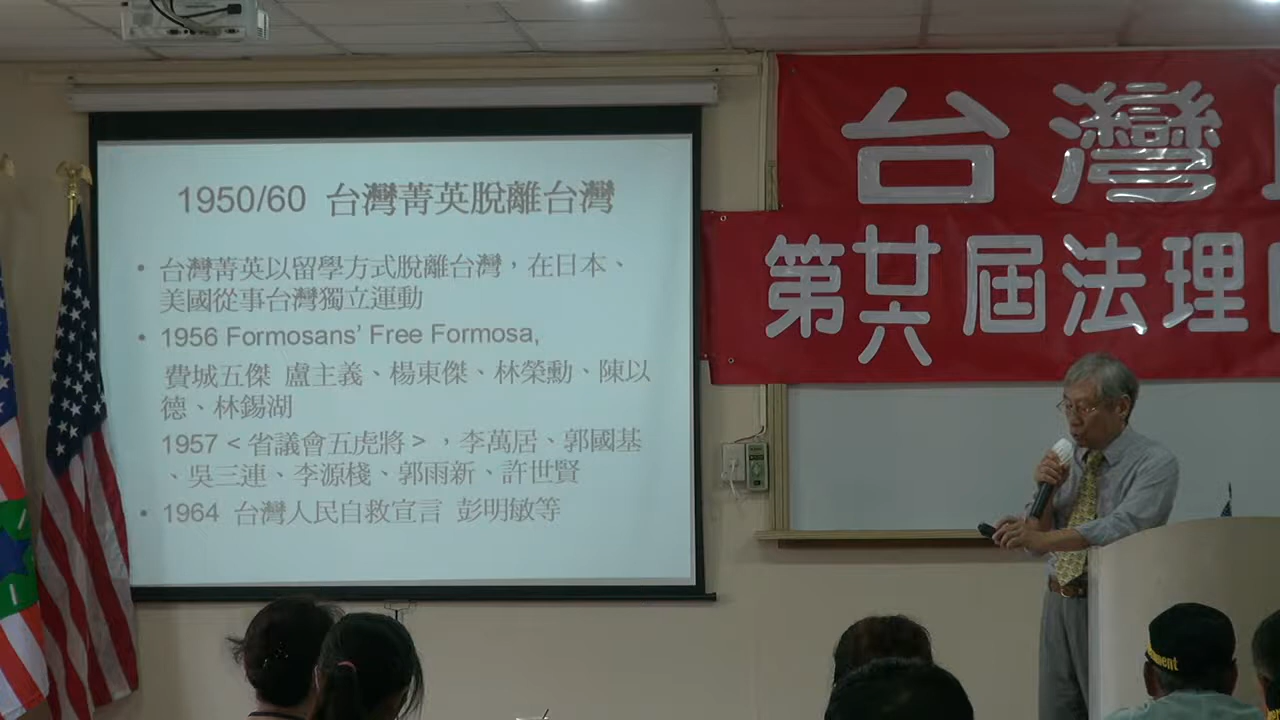 1950/60 台灣菁英脫離台灣
• 台灣菁英以留學方式脫離台灣，在日本、
美國從事台灣獨立運動
• 1956 Formosans' Free Formosa,
費城五傑 盧主義、楊東傑、林榮勳、陳以
德、林錫湖
1957 < 省議會五虎將 > ，李萬居、郭國基
、吳三連、李源棧、郭雨新、許世賢
• 1964 台灣人民自救宣言 彭明敏等
台灣
第廿六屆法理